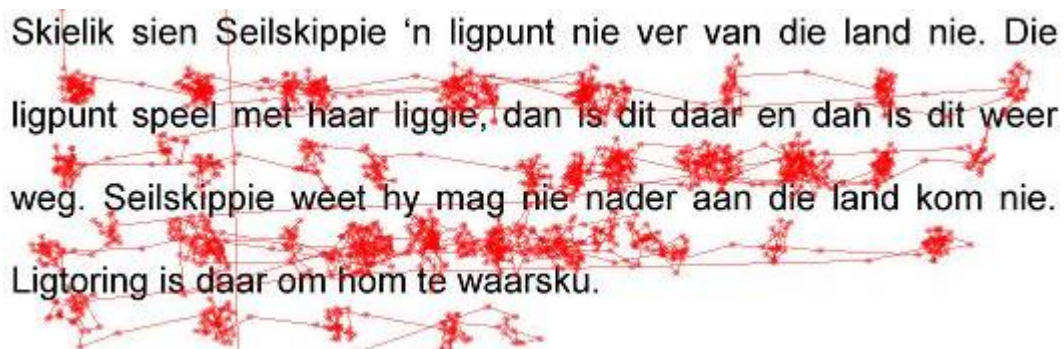 Skielik sien Seilskippie ‘n ligpunt nie ver van die land nie. Die
ligpunt speel met haar liggie, dan is dit daar en dan is dit weer
weg. Seilskippie weet hy mag nie nader aan die land kom nie.
Ligtoring is daar om hom te waarsku.